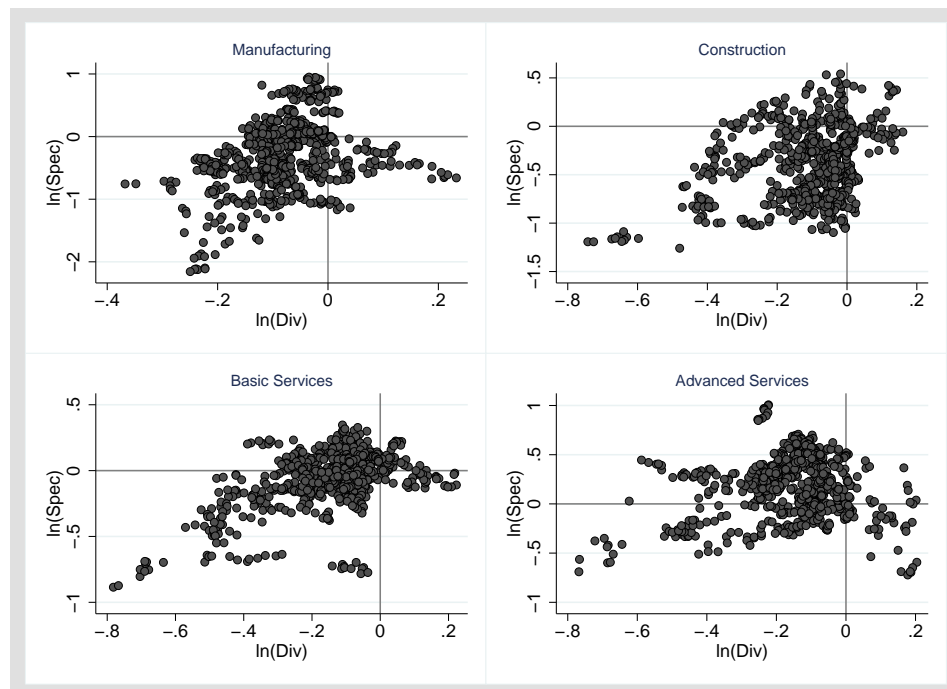 Manufacturing
ln(Spec)
1
0
−1
−2
−.4 −.2 0 .2
ln(Div)
Construction
ln(Spec)
.5
0
−.5
−1
−1.5
−.8 −.6 −.4 −.2 0 .2
ln(Div)
Basic Services
ln(Spec)
.5
0
−.5
−1
−.8 −.6 −.4 −.2 0 .2
ln(Div)
Advanced Services
ln(Spec)
1
.5
0
−.5
−1
−.8 −.6 −.4 −.2 0 .2
ln(Div)